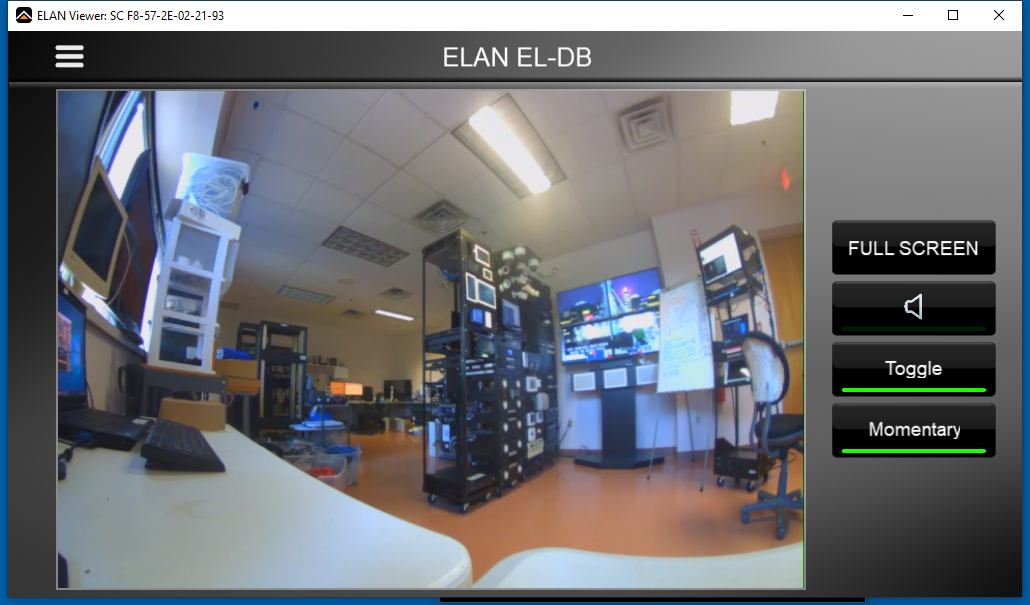 ELAN Viewer: SC F8-57-2E-02-21-93
ELAN EL-DB
FULL SCREEN
Toggle
Momentary